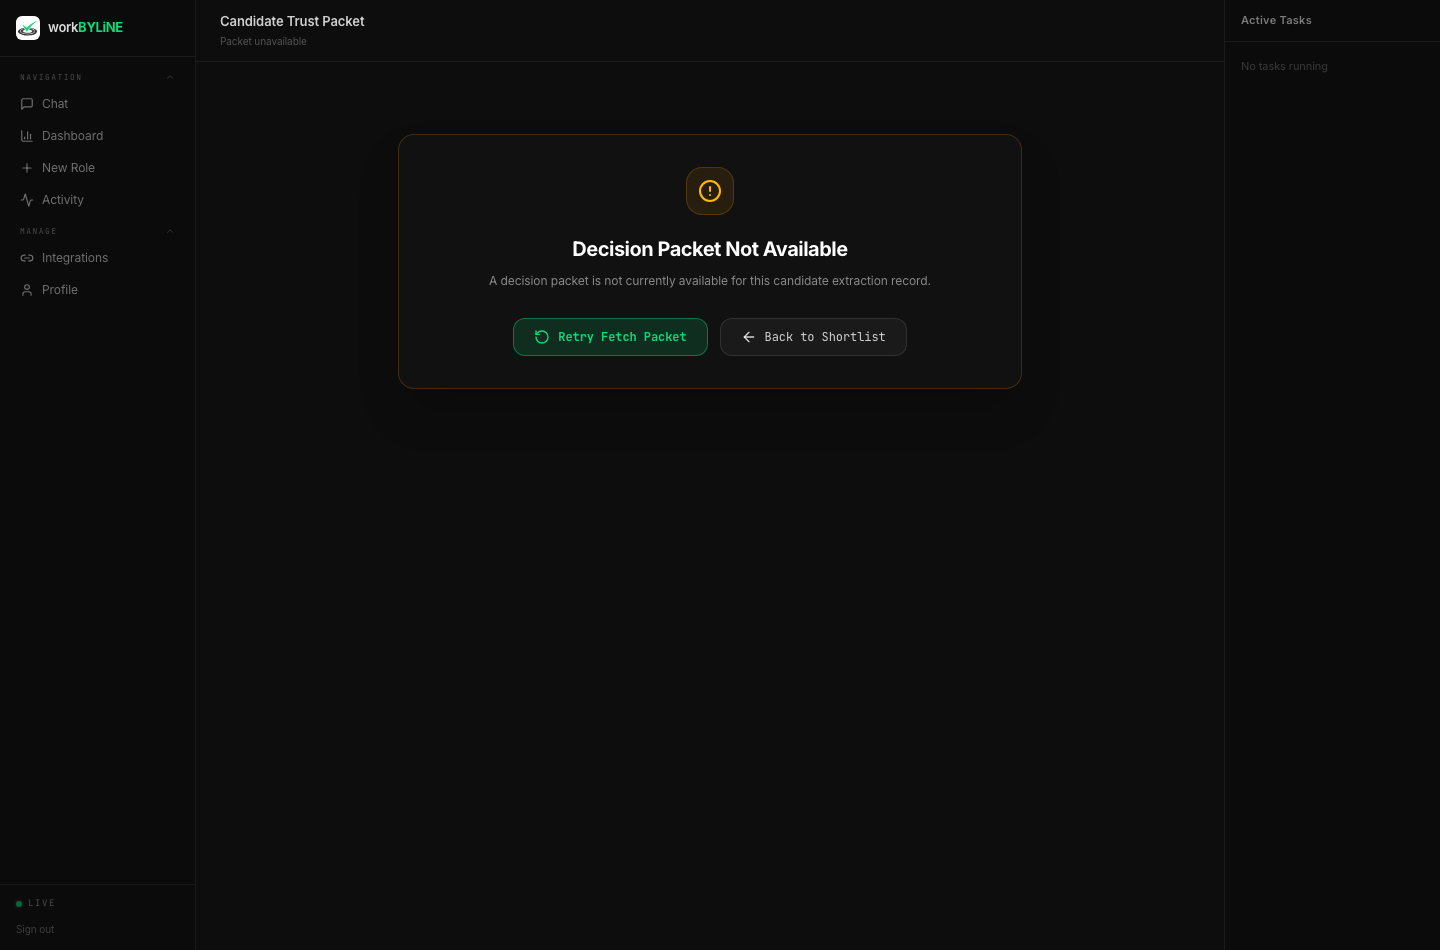 workBYLiNE
NAVIGATION
Chat
Dashboard
New Role
Activity
MANAGE
Integrations
Profile
LIVE
Sign out
Candidate Trust Packet
Packet unavailable
Decision Packet Not Available
A decision packet is not currently available for this candidate extraction record.
Retry Fetch Packet
Back to Shortlist
Active Tasks
No tasks running